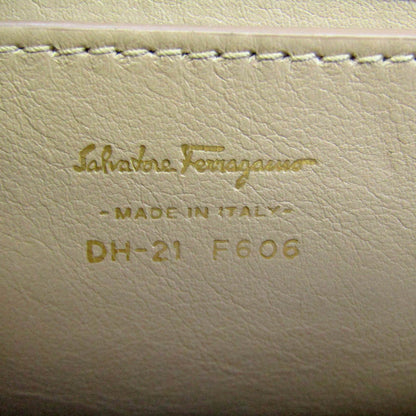 Salvatore Ferragamo
-MADE IN ITALY-
DH-21 F606